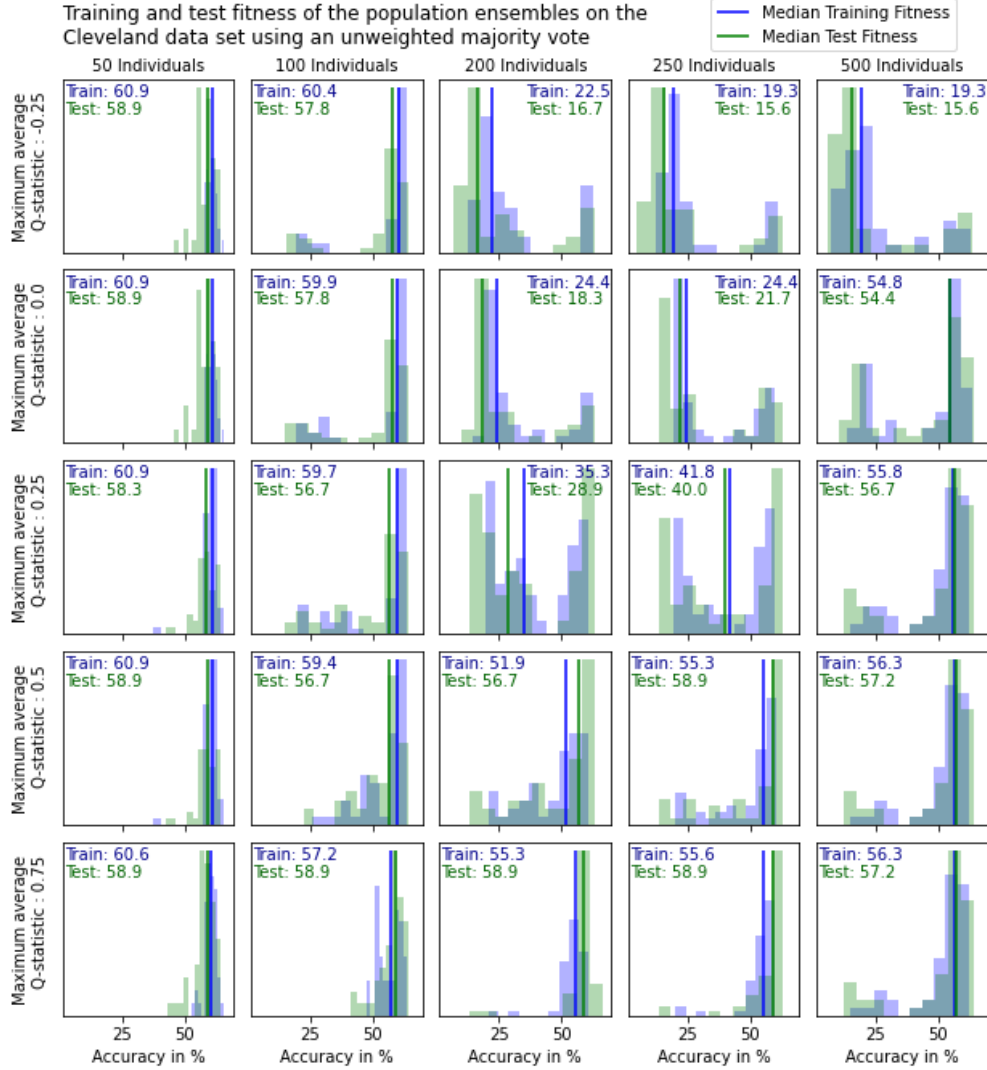 Training and test fitness of the population ensembles on the
Cleveland data set using an unweighted majority vote
Median Training Fitness
Median Test Fitness
50 Individuals
100 Individuals
200 Individuals
250 Individuals
500 Individuals
Maximum average
Q-statistic : -0.25
Train: 60.9
Test: 58.9
Train: 60.4
Test: 57.8
Train: 22.5
Test: 16.7
Train: 19.3
Test: 15.6
Train: 19.3
Test: 15.6
Maximum average
Q-statistic : 0.0
Train: 60.9
Test: 58.9
Train: 59.9
Test: 57.8
Train: 24.4
Test: 18.3
Train: 24.4
Test: 21.7
Train: 54.8
Test: 54.4
Maximum average
Q-statistic : 0.25
Train: 60.9
Test: 58.3
Train: 59.7
Test: 56.7
Train: 35.3
Test: 28.9
Train: 41.8
Test: 40.0
Train: 55.8
Test: 56.7
Maximum average
Q-statistic : 0.5
Train: 60.9
Test: 58.9
Train: 59.4
Test: 56.7
Train: 51.9
Test: 56.7
Train: 55.3
Test: 58.9
Train: 56.3
Test: 57.2
Maximum average
Q-statistic : 0.75
Train: 60.6
Test: 58.9
Train: 57.2
Test: 58.9
Train: 55.3
Test: 58.9
Train: 55.6
Test: 58.9
Train: 56.3
Test: 57.2
25 50 25 50 25 50 25 50 25 50
Accuracy in % Accuracy in % Accuracy in % Accuracy in % Accuracy in %